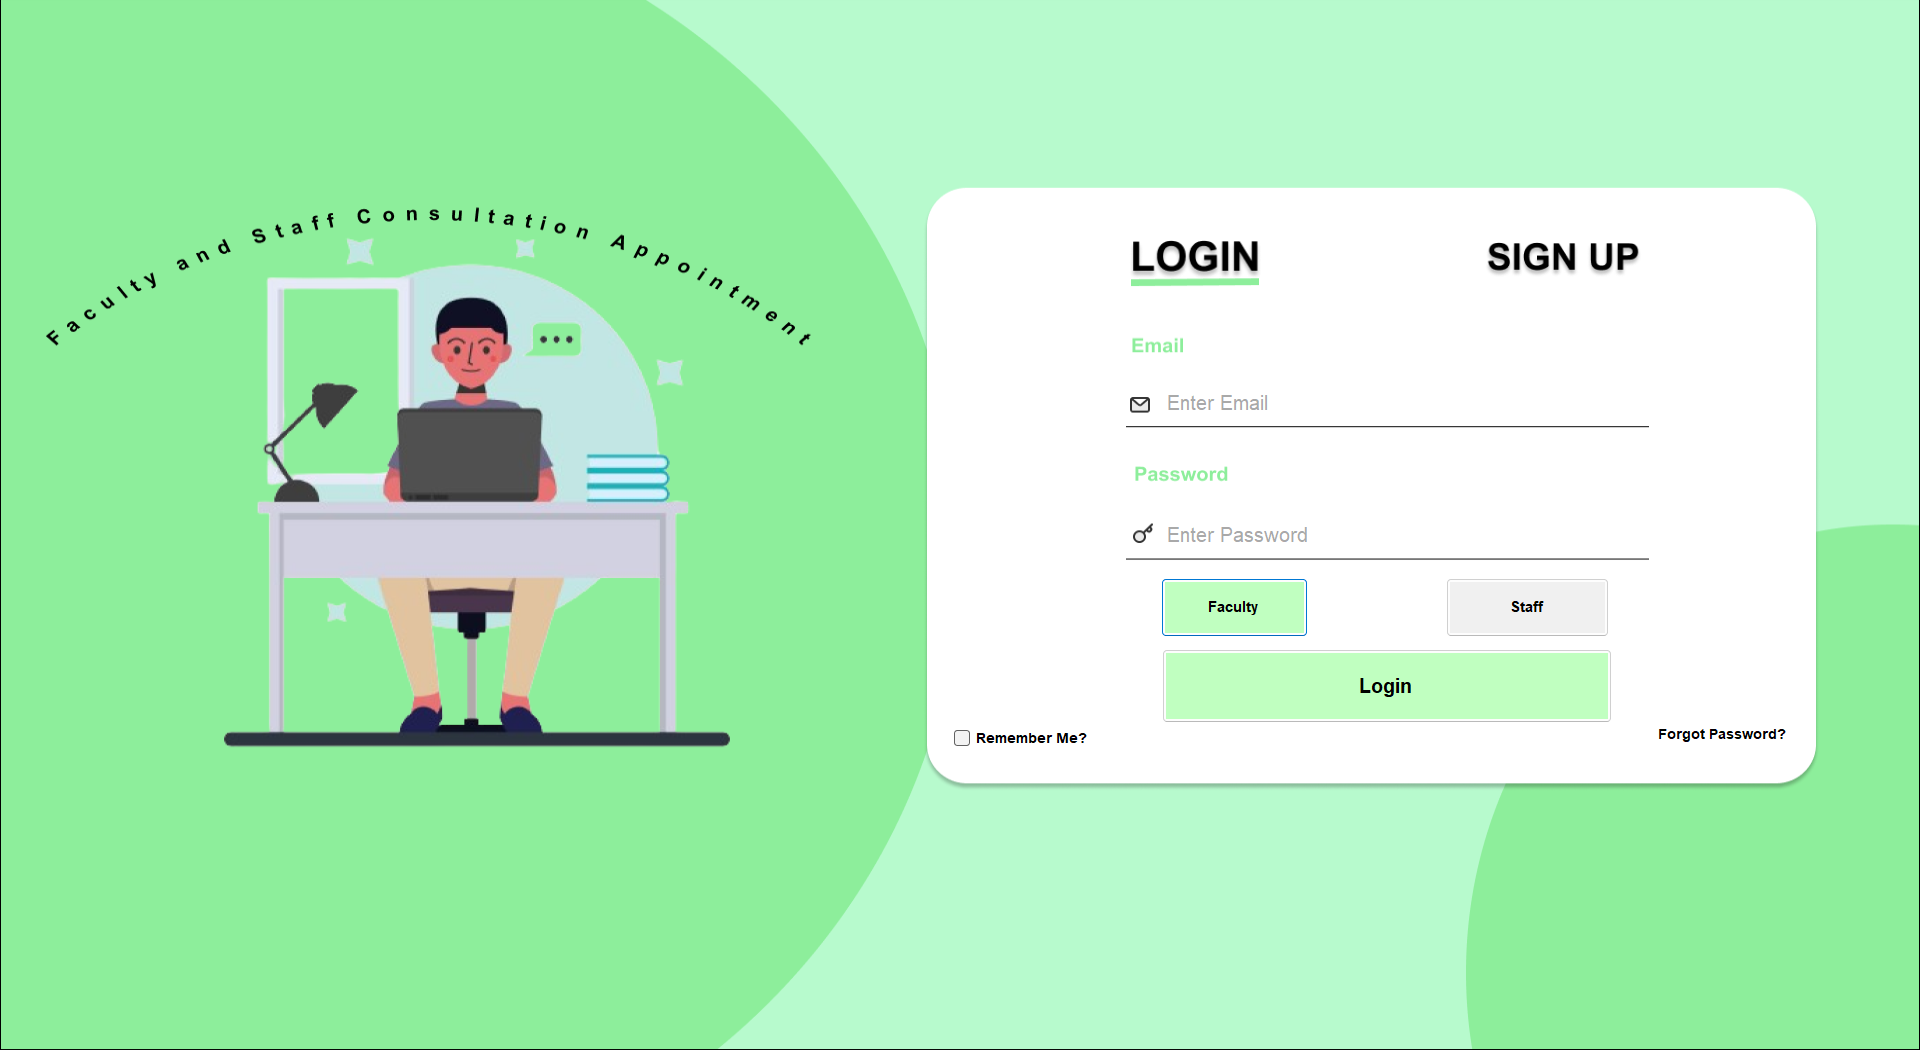 Faculty and Staff Consultation Appointment
LOGIN
SIGN UP
Email
Enter Email
Password
Enter Password
Faculty
Staff
Login
Remember Me?
Forgot Password?